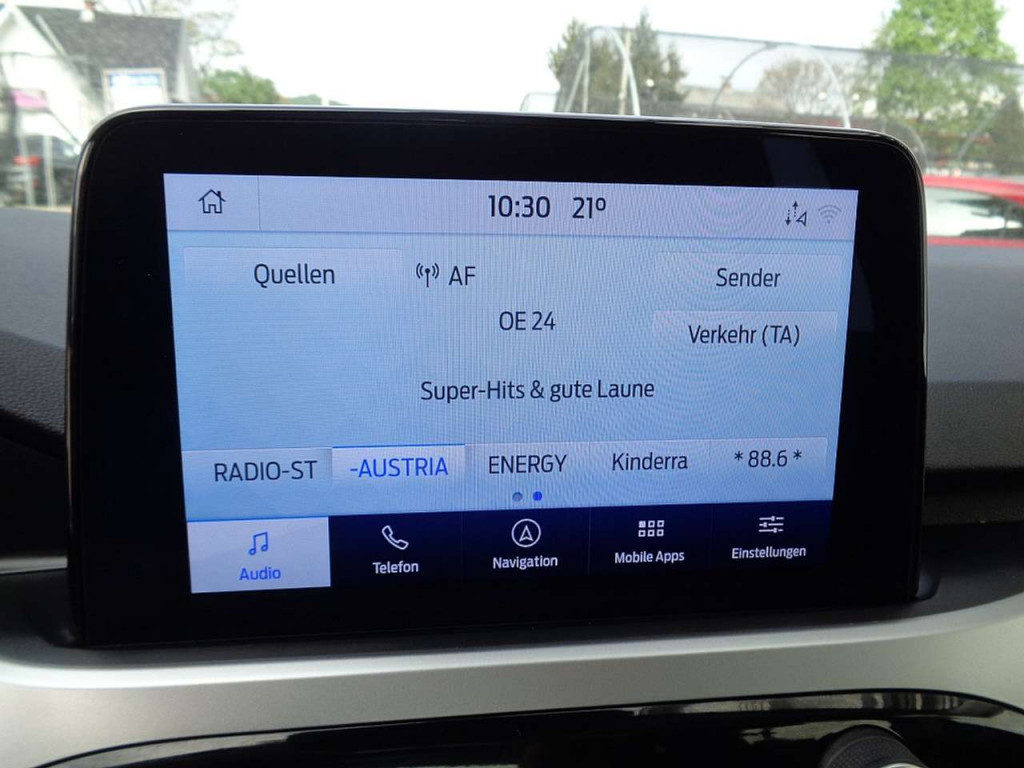 10:30 21º
Quellen AF Sender
OE 24
Verkehr (TA)
Super-Hits & gute Laune
RADIO-ST -AUSTRIA ENERGY Kinderra *88.6*
Audio Telefon Navigation Mobile Apps Einstellungen